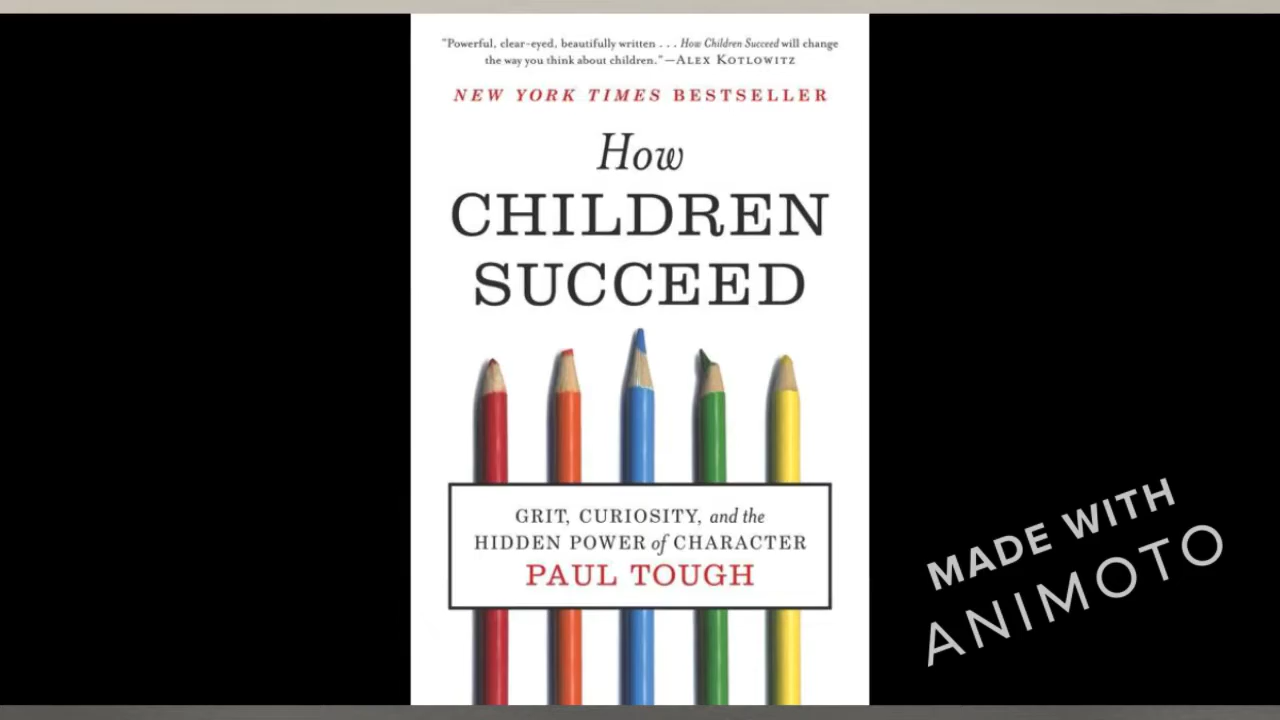 "Powerful, clear-eyed, beautifully written . . . How Children Succeed will change
the way you think about children."—ALEX KOTLOWITZ
NEW YORK TIMES BESTSELLER
How
CHILDREN
SUCCEED
GRIT, CURIOSITY, and the
HIDDEN POWER of CHARACTER
PAUL TOUGH
MADE WITH
ANIMOTO